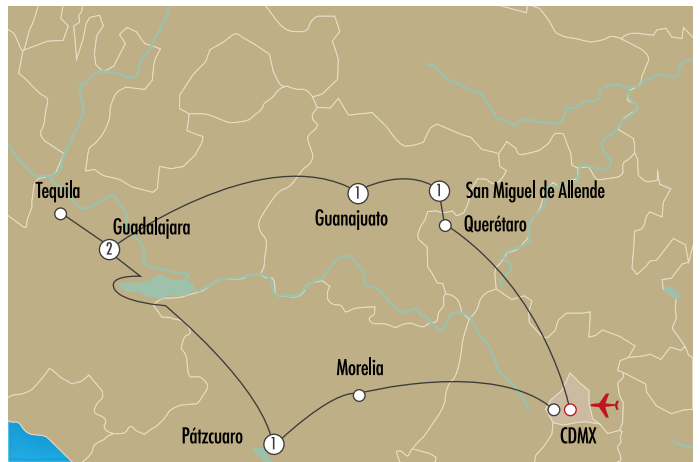 Tequila
Guadalajara
2
1
Guanajuato
1
San Miguel de Allende
Querétaro
Morelia
Pátzcuaro
1
CDMX